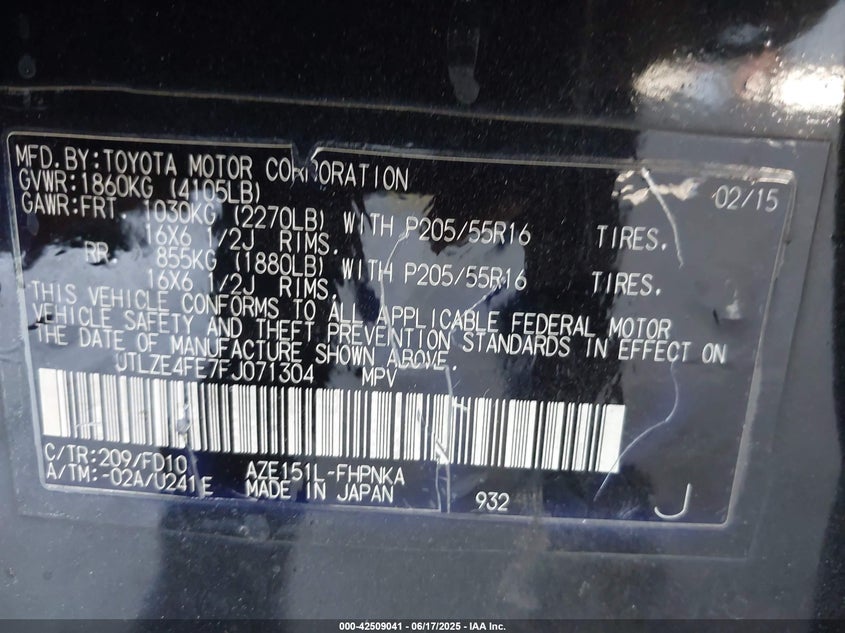 MFD.BY:TOYOTA MOTOR CORPORATION 02/15
GVWR:1860KG (4105LB)
GAWR:FRT. 1030KG (2270LB) WITH P205/55R16 TIRES.
16X6 1/2J RIMS.
RR. 855KG (1880LB) WITH P205/55R16 TIRES.
16X6 1/2J RIMS.
THIS VEHICLE CONFORMS TO ALL APPLICABLE FEDERAL MOTOR
VEHICLE SAFETY AND THEFT PREVENTION STANDARDS IN EFFECT ON
THE DATE OF MANUFACTURE SHOWN ABOVE.
JTLZE4FE7FJ071304 MPV
C/TR:209/FD10 AZE151L-FHPNKA
A/TM:-02A/U241E MADE IN JAPAN 932 J
000-42509041 - 06/17/2025 - IAA Inc.